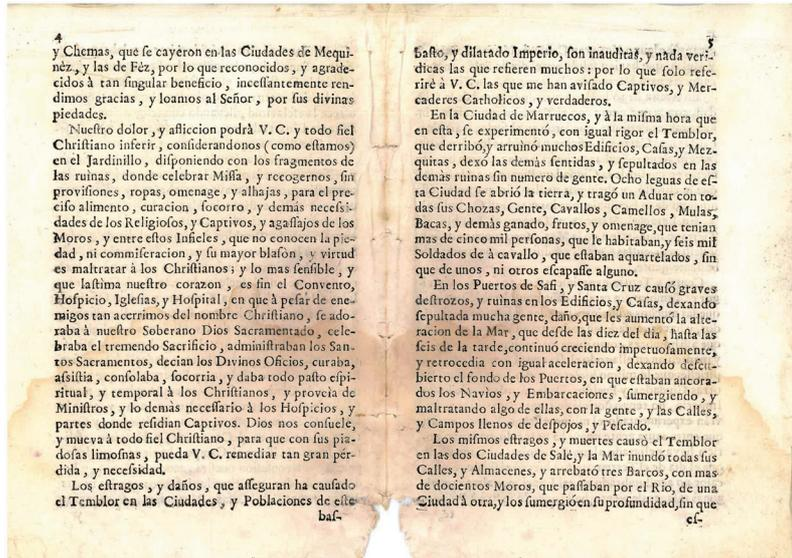 4
y Chemas, que se cayeron en las Ciudades de Mequi-
nèz, y las de Féz, por lo que reconocidos, y agrade-
cidos à tan singular beneficio, incessantemente ren-
dimos gracias, y loamos al Señor, por sus divinas
piedades.
Nuestro dolor, y afliccion podrà V. C. y todo fiel
Christiano inferir, considerandonos (como estamos)
en el Jardinillo, disponiendo con los fragmentos de
las ruinas, donde celebrar Missa, y recogernos, sin
provisiones, ropas, omenage, y alhajas, para el pre-
ciso alimento, curacion, socorro, y demàs necessi-
dades de los Religiosos, y Captivos, y agassajos de los
Moros, y entre estos Infieles, que no conocen la pie-
dad, ni commiseracion, y su mayor blasòn, y virtud
es maltratar à los Christianos; y lo mas sensible, y
que lastima nuestro corazon, es sin el Convento,
Hospicio, Iglesias, y Hospital, en que à pesar de ene-
migos tan acerrimos del nombre Christiano, se ado-
raba à nuestro Soberano Dios Sacramentado, cele-
braba el tremendo Sacrificio, administraban los San-
tos Sacramentos, decian los Divinos Oficios, curaba,
assistia, consolaba, socorria, y daba todo pasto espi-
ritual, y temporal à los Christianos, y proveìa de
Ministros, y lo demàs necessario à los Hospicios, y
partes donde residian Captivos. Dios nos consuele,
y mueva à todo fiel Christiano, para que con sus pia-
dosas limosnas, pueda V. C. remediar tan gran pér-
dida, y necessidad.
Los estragos, y daños, que asseguran ha causado
el Temblor en las Ciudades, y Poblaciones de este
bas-
5
basto, y dilatado Imperio, son inauditas, y nada veri-
dicas las que refieren muchos: por lo que solo refe-
rirè à V. C. las que me han avisado Captivos, y Mer-
caderes Catholicos, y verdaderos.
En la Ciudad de Marruecos, y à la misma hora que
en esta, se experimentó, con igual rigor el Temblor,
que derribò, y arruinò muchos Edificios, Casas, y Mez-
quitas, dexò las demàs sentidas, y sepultados en las
demàs ruinas sin numero de gente. Ocho leguas de es-
ta Ciudad se abriò la tierra, y tragó un Aduar con to-
das sus Chozas, Gente, Cavallos, Camellos, Mulas,
Bacas, y demàs ganado, frutos, y omenage, que tenian
mas de cinco mil personas, que le habitaban, y seis mil
Soldados de à cavallo, que estaban aquartelados, sin
que de unos, ni otros escapasse alguno.
En los Puertos de Safi, y Santa Cruz causó graves
destrozos, y ruinas en los Edificios, y Casas, dexando
sepultada mucha gente, daño, que les aumentò la alte-
racion de la Mar, que desde las diez del dia, hasta las
seis de la tarde, continuó creciendo impetuosamente,
y retrocedia con igual aceleracion, dexando descu-
bierto el fondo de los Puertos, en que estaban ancora-
dos los Navios, y Embarcaciones, sumergiendo, y
maltratando algo de ellas, con la gente, y las Calles,
y Campos llenos de despojos, y Pescado.
Los mismos estragos, y muertes causò el Temblor
en las dos Ciudades de Salè, y la Mar inundò todas sus
Calles, y Almacenes, y arrebatò tres Barcos, con mas
de docientos Moros, que passaban por el Rio, de una
Ciudad à otra, y los sumergiò en su profundidad, sin que
es-